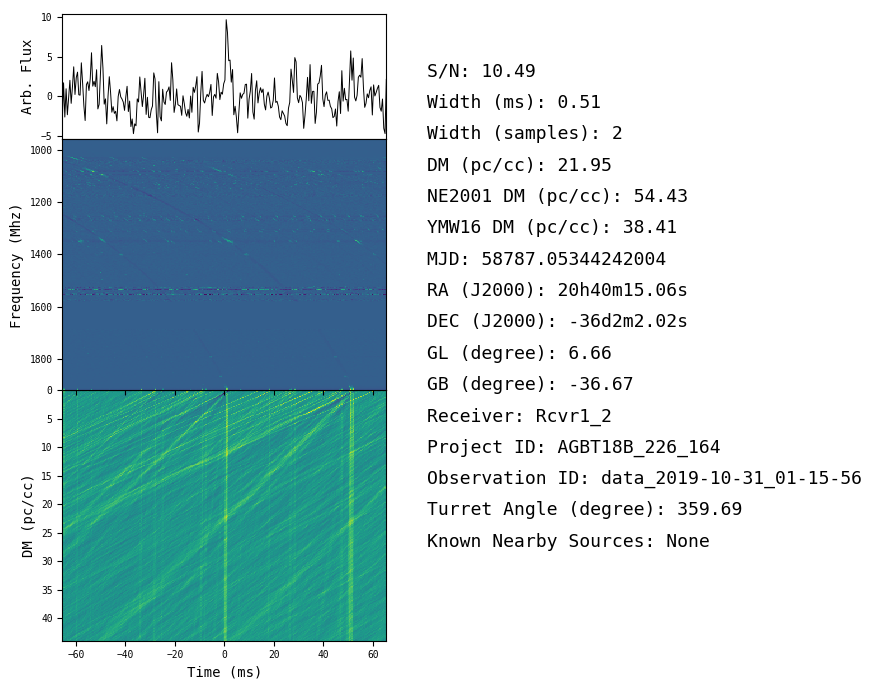 10
5
0
−5
Arb. Flux
1000
1200
1400
1600
1800
Frequency (Mhz)
0
5
10
15
20
25
30
35
40
DM (pc/cc)
−60
−40
−20
0
20
40
60
Time (ms)
S/N: 10.49
Width (ms): 0.51
Width (samples): 2
DM (pc/cc): 21.95
NE2001 DM (pc/cc): 54.43
YMW16 DM (pc/cc): 38.41
MJD: 58787.05344242004
RA (J2000): 20h40m15.06s
DEC (J2000): -36d2m2.02s
GL (degree): 6.66
GB (degree): -36.67
Receiver: Rcvr1_2
Project ID: AGBT18B_226_164
Observation ID: data_2019-10-31_01-15-56
Turret Angle (degree): 359.69
Known Nearby Sources: None